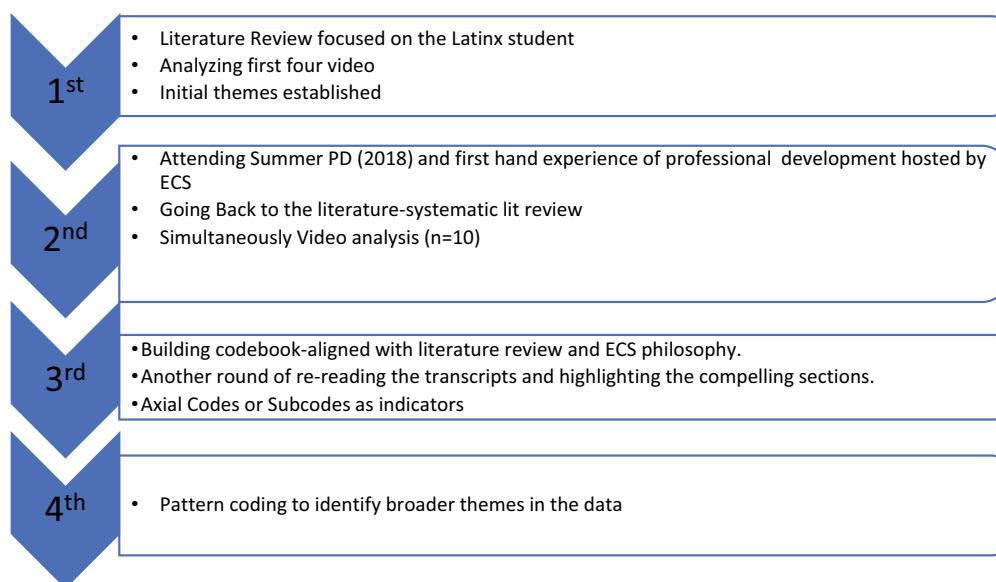 1st
• Literature Review focused on the Latinx student
• Analyzing first four video
• Initial themes established
2nd
• Attending Summer PD (2018) and first hand experience of professional development hosted by
ECS
• Going Back to the literature-systematic lit review
• Simultaneously Video analysis (n=10)
3rd
•Building codebook-aligned with literature review and ECS philosophy.
•Another round of re-reading the transcripts and highlighting the compelling sections.
•Axial Codes or Subcodes as indicators
4th
• Pattern coding to identify broader themes in the data